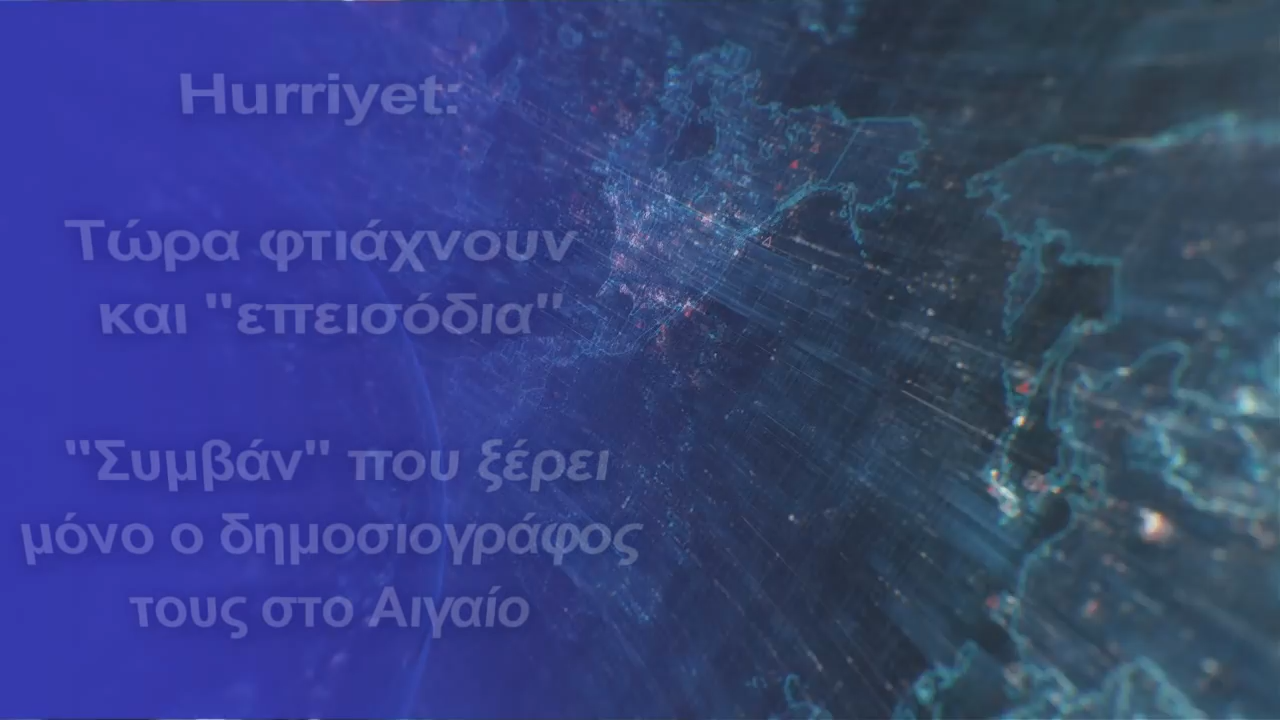 Hurriyet:
Τώρα φτιάχνουν
και "επεισόδια"
"Συμβάν" που ξέρει
μόνο ο δημοσιογράφος
τους στο Αιγαίο